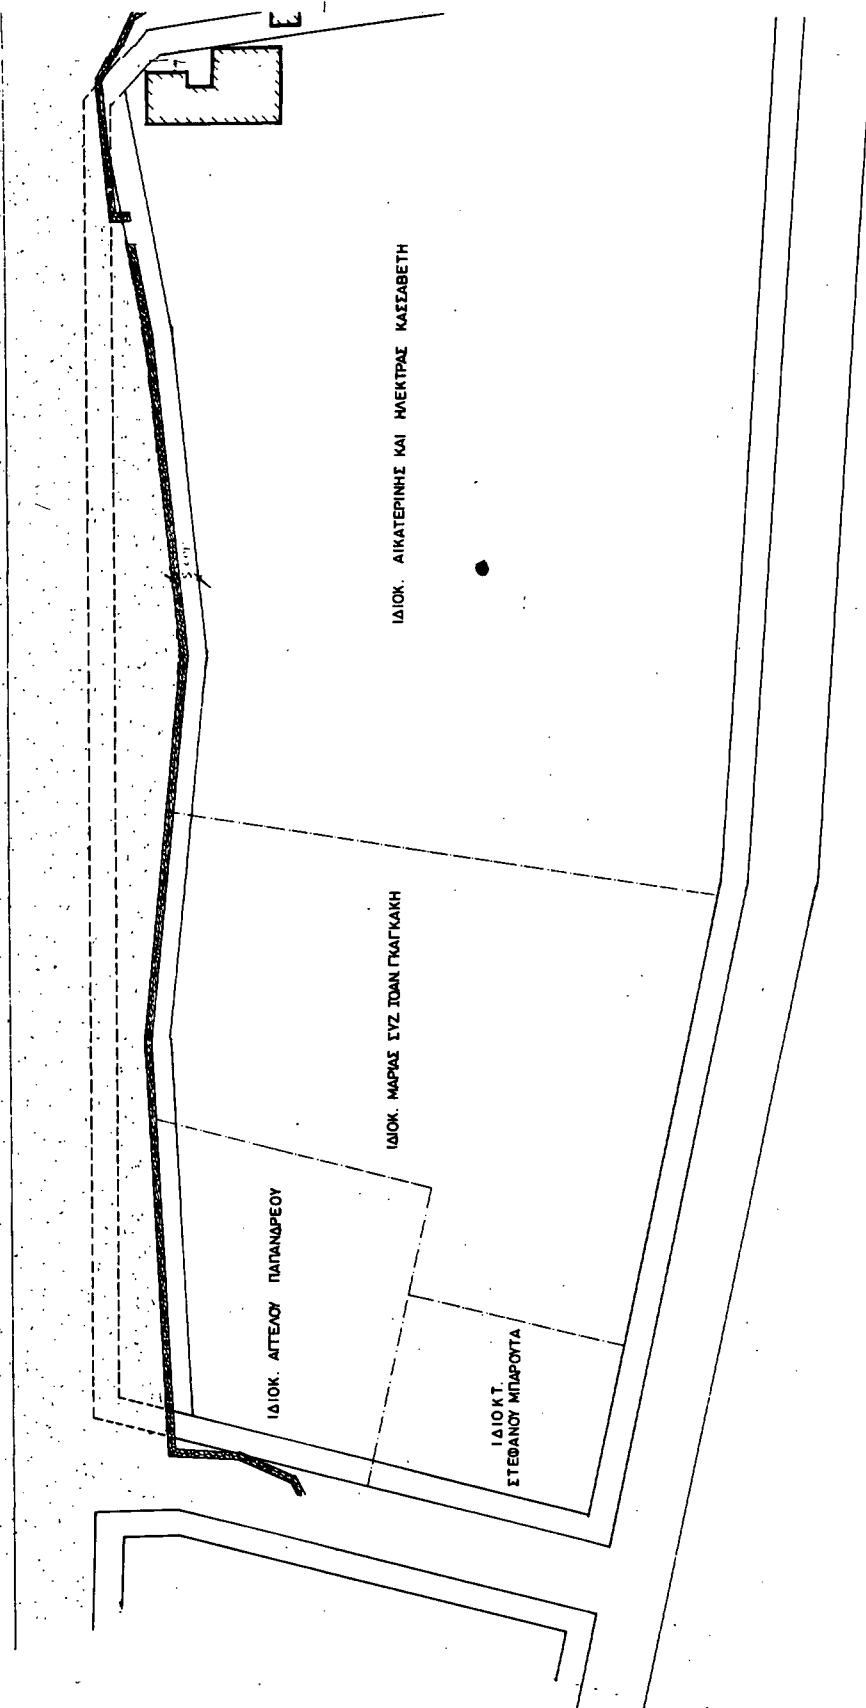 ΙΔΙΟΚ. ΑΙΚΑΤΕΡΙΝΗΣ ΚΑΙ ΗΛΕΚΤΡΑΣ ΚΑΣΣΑΒΕΤΗ
ΙΔΙΟΚ. ΜΑΡΙΑΣ ΣΥΖ ΙΩΑΝ. ΓΚΑΓΚΑΚΗ
ΙΔΙΟΚ. ΑΓΓΕΛΟΥ ΠΑΠΑΝΔΡΕΟΥ
ΙΔΙΟΚΤ.
ΣΤΕΦΑΝΟΥ ΜΠΑΡΟΥΤΑ